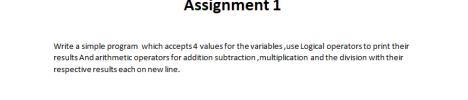 Assignment 1
Write a simple program which accepts 4 values for the variables ,use Logical operators to print their
results And arithmetic operators for addition subtraction ,multiplication and the division with their
respective results each on new line.